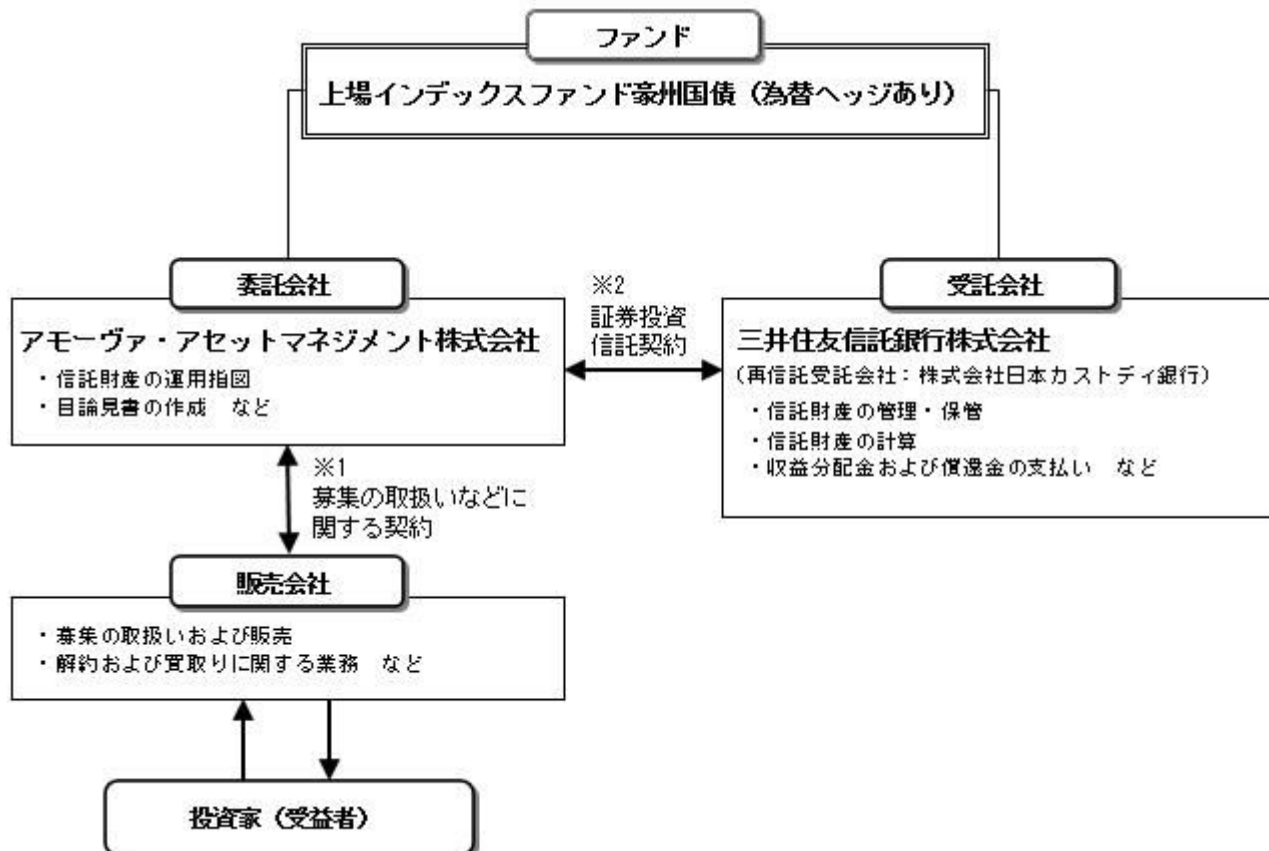 ファンド
上場インデックスファンド豪州国債（為替ヘッジあり）
委託会社
アモーヴァ・アセットマネジメント株式会社
・信託財産の運用指図
・目論見書の作成　など
※2
証券投資
信託契約
受託会社
三井住友信託銀行株式会社
（再信託受託会社：株式会社日本カストディ銀行）
・信託財産の管理・保管
・信託財産の計算
・収益分配金および償還金の支払い　など
※1
募集の取扱いなどに
関する契約
販売会社
・募集の取扱いおよび販売
・解約および買取りに関する業務　など
投資家（受益者）